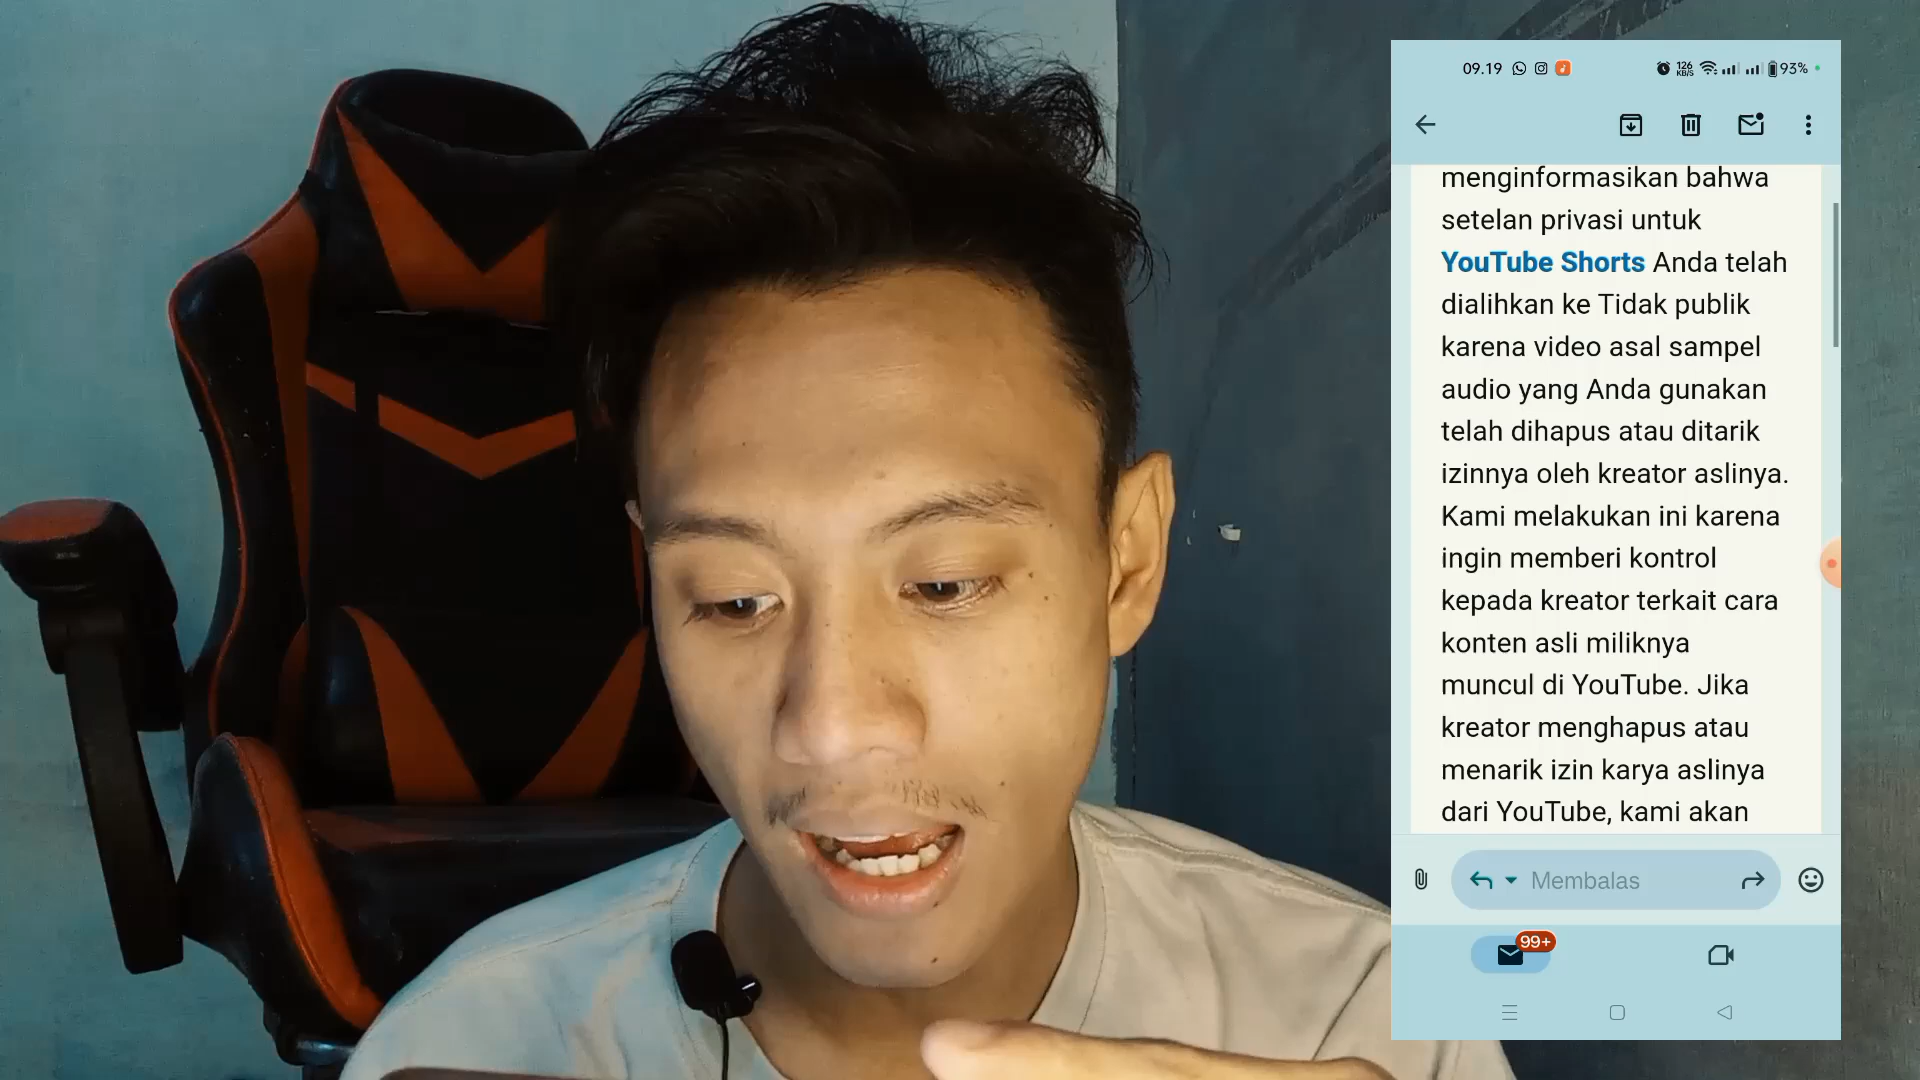 09.19
126
KB/S
93%
menginformasikan bahwa
setelan privasi untuk
YouTube Shorts Anda telah
dialihkan ke Tidak publik
karena video asal sampel
audio yang Anda gunakan
telah dihapus atau ditarik
izinnya oleh kreator aslinya.
Kami melakukan ini karena
ingin memberi kontrol
kepada kreator terkait cara
konten asli miliknya
muncul di YouTube. Jika
kreator menghapus atau
menarik izin karya aslinya
dari YouTube, kami akan
Membalas
99+